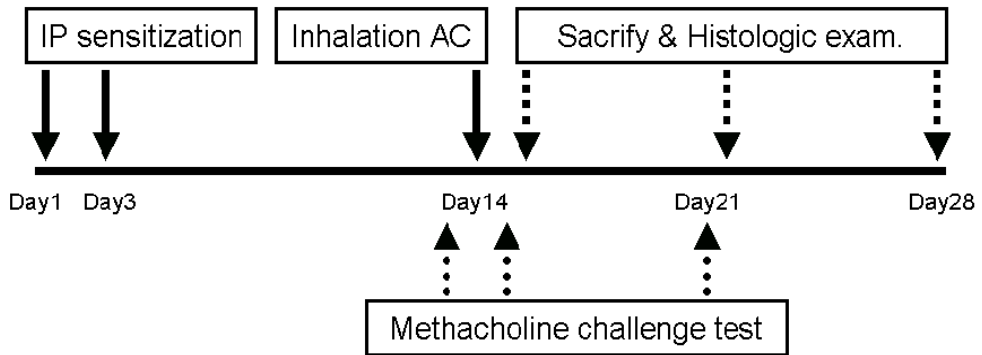 IP sensitization
Inhalation AC
Sacrify & Histologic exam.
Day1
Day3
Day14
Day21
Day28
Methacholine challenge test